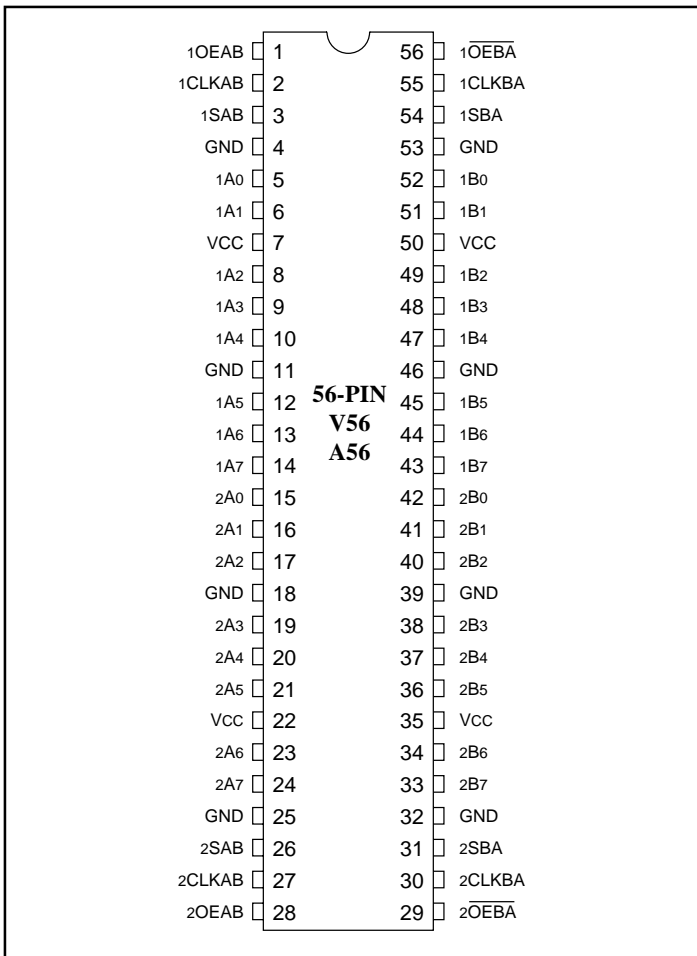 1OEAB 1 56 1O̅E̅B̅A̅
1CLKAB 2 55 1CLKBA
1SAB 3 54 1SBA
GND 4 53 GND
1A0 5 52 1B0
1A1 6 51 1B1
VCC 7 50 VCC
1A2 8 49 1B2
1A3 9 48 1B3
1A4 10 47 1B4
GND 11 46 GND
56-PIN
1A5 12 45 1B5
V56
1A6 13 44 1B6
A56
1A7 14 43 1B7
2A0 15 42 2B0
2A1 16 41 2B1
2A2 17 40 2B2
GND 18 39 GND
2A3 19 38 2B3
2A4 20 37 2B4
2A5 21 36 2B5
VCC 22 35 VCC
2A6 23 34 2B6
2A7 24 33 2B7
GND 25 32 GND
2SAB 26 31 2SBA
2CLKAB 27 30 2CLKBA
2OEAB 28 29 2O̅E̅B̅A̅